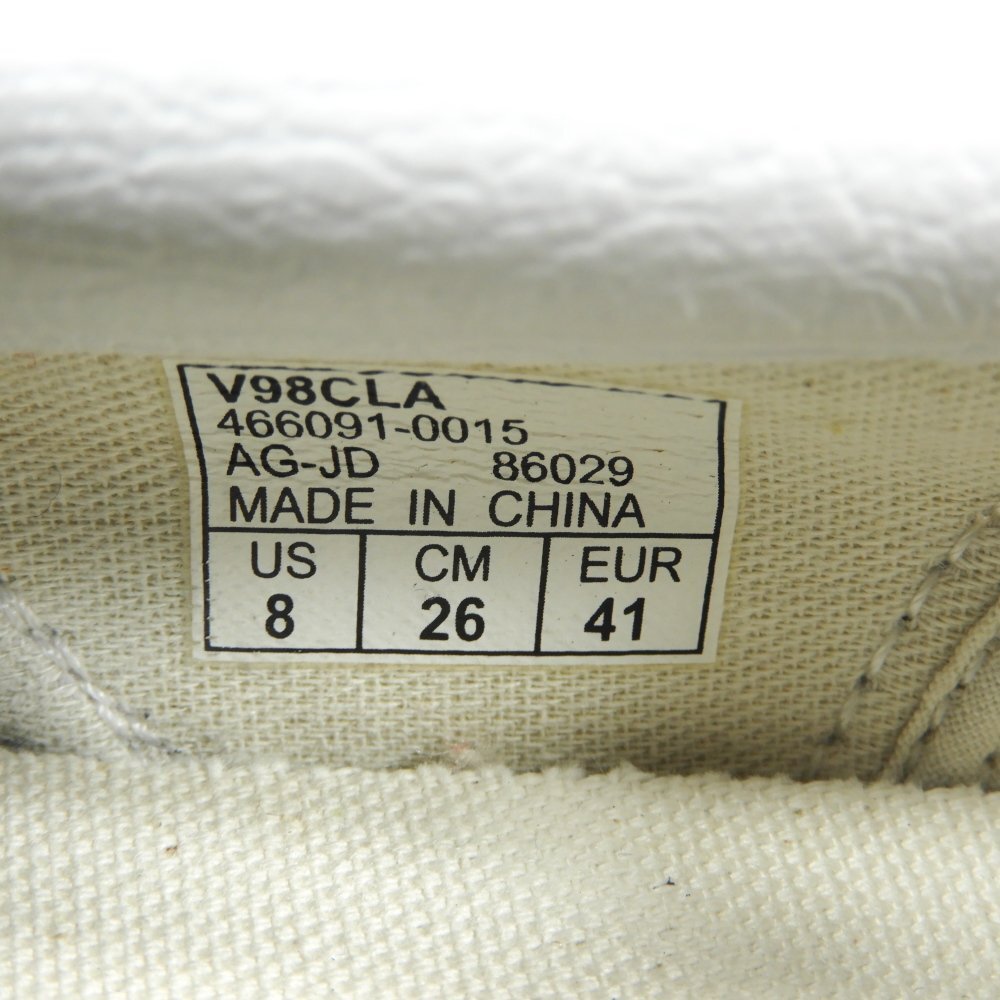 V98CLA
466091-0015
AG-JD 86029
MADE IN CHINA
US CM EUR
8 26 41